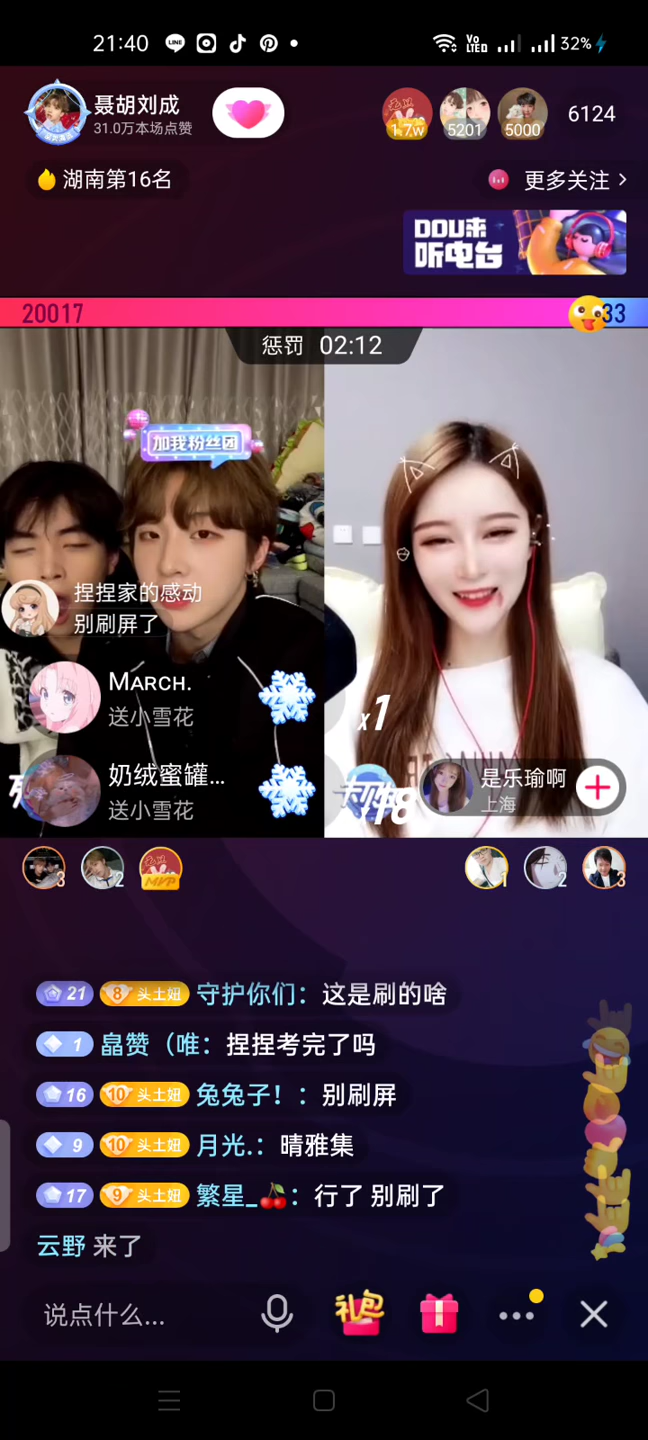 21:40
LINE
Vo
LTED
32%
聂胡刘成
31.0万本场点赞
1.7w
5201
5000
6124
湖南第16名
更多关注 >
DOU来
听电台
20017
33
惩罚 02:12
加我粉丝团
捏捏家的感动
别刷屏了
MARCH.
送小雪花
x1
奶绒蜜罐...
送小雪花
是乐瑜啊
上海
3
2
MVP
1
2
3
21 8 头土妞 守护你们：这是刷的啥
1 皛赞（唯：捏捏考完了吗
16 10 头土妞 兔兔子！：别刷屏
9 10 头土妞 月光.：晴雅集
17 9 头土妞 繁星_🍒：行了 别刷了
云野 来了
说点什么...
礼包